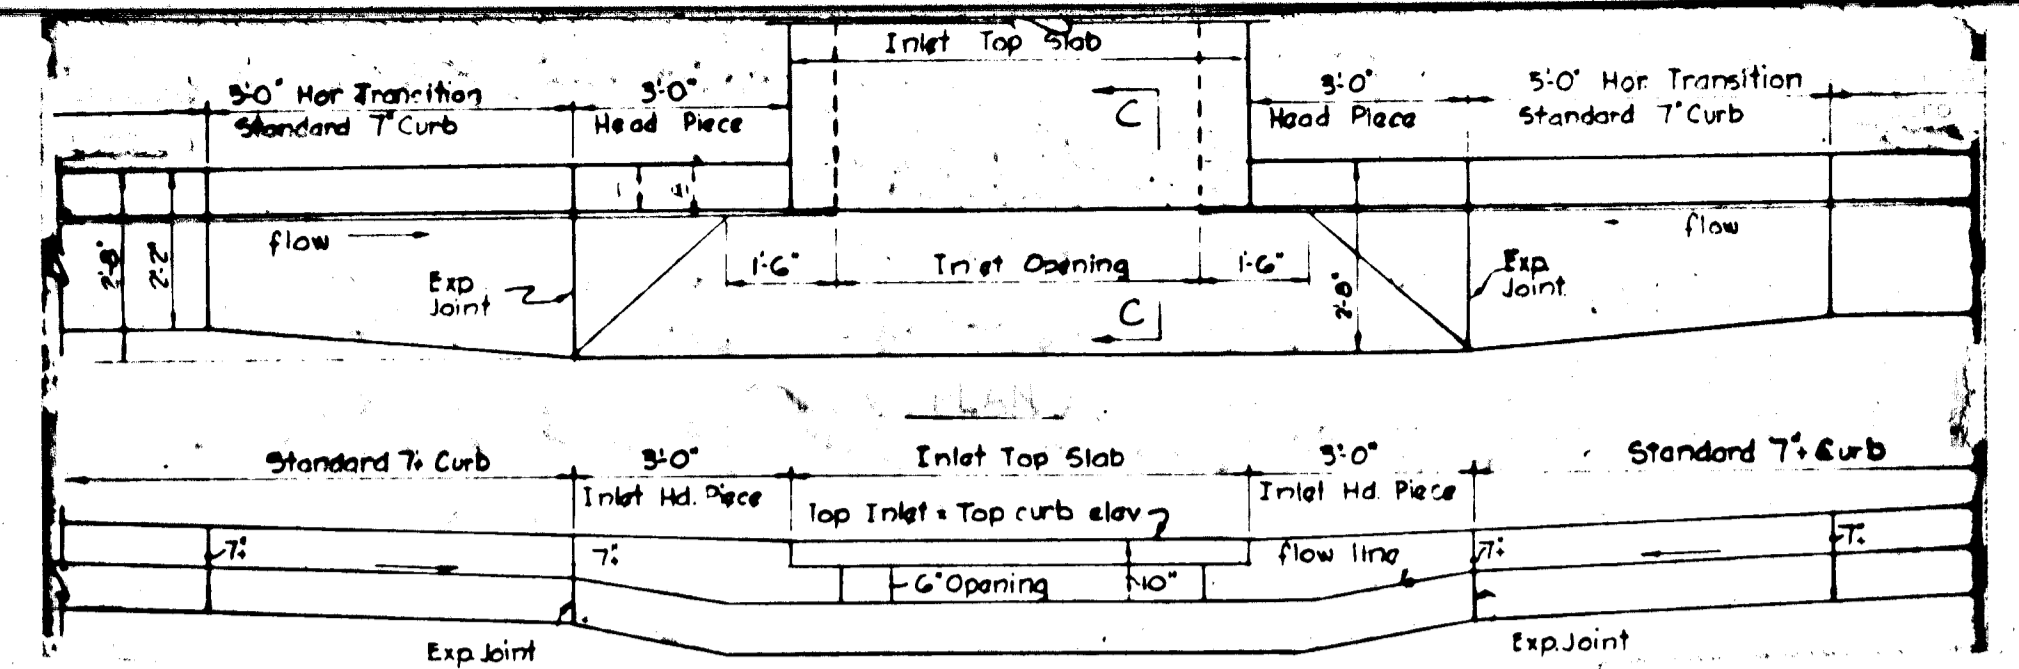 Inlet Top Slab
3'-0" Hor Transition
Standard 7" Curb
3'-0"
Head Piece
C
3'-0"
Head Piece
5'-0" Hor. Transition
Standard 7" Curb
flow
flow
2'-8"
2'-2"
Exp
Joint
1'-6"
Inlet Opening
1'-6"
2'-8"
Exp.
Joint
C
PLAN
Standard 7"± Curb
3'-0"
Inlet Hd. Piece
Inlet Top Slab
3'-0"
Inlet Hd. Piece
Standard 7"± Curb
Top Inlet = Top curb elev
7"±
7"±
flow line
7"±
7"±
6" Opening
10"
Exp. Joint
Exp. Joint